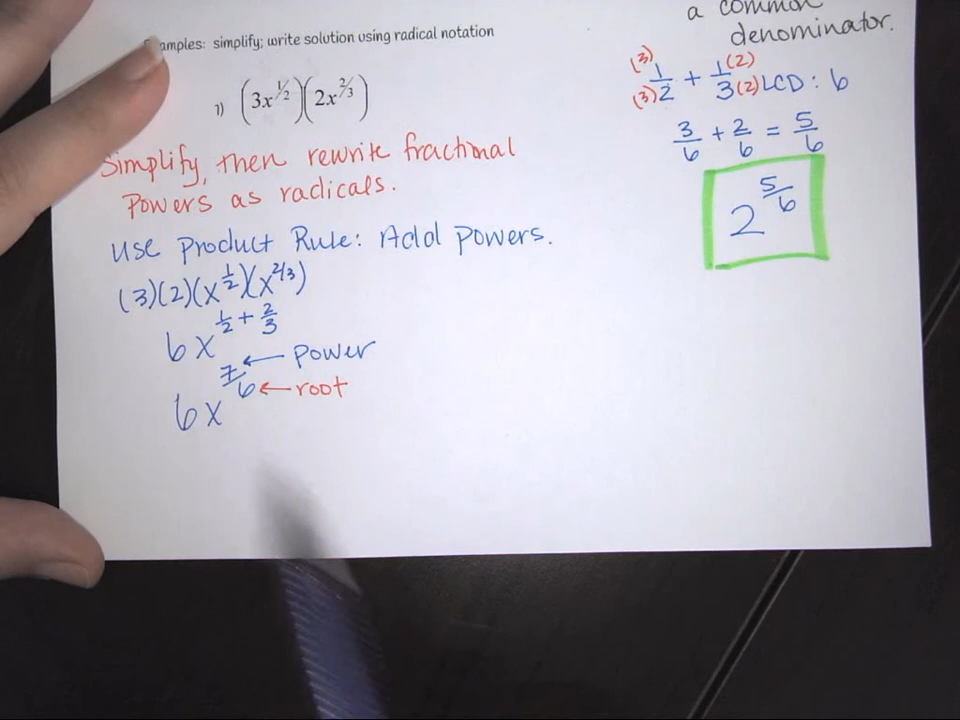 amples: simplify; write solution using radical notation
1) (3x^{1/2})(2x^{2/3})
Simplify, then rewrite fractional
Powers as radicals.
Use Product Rule: Add powers.
(3)(2)(x^{1/2})(x^{2/3})
6x^{1/2 + 2/3}
6x^{7/6} ← power
← root
a common
denominator.
(3) 1/2 (3) + 1/3 (2)(2) LCD: 6
3/6 + 2/6 = 5/6
2^{5/6}